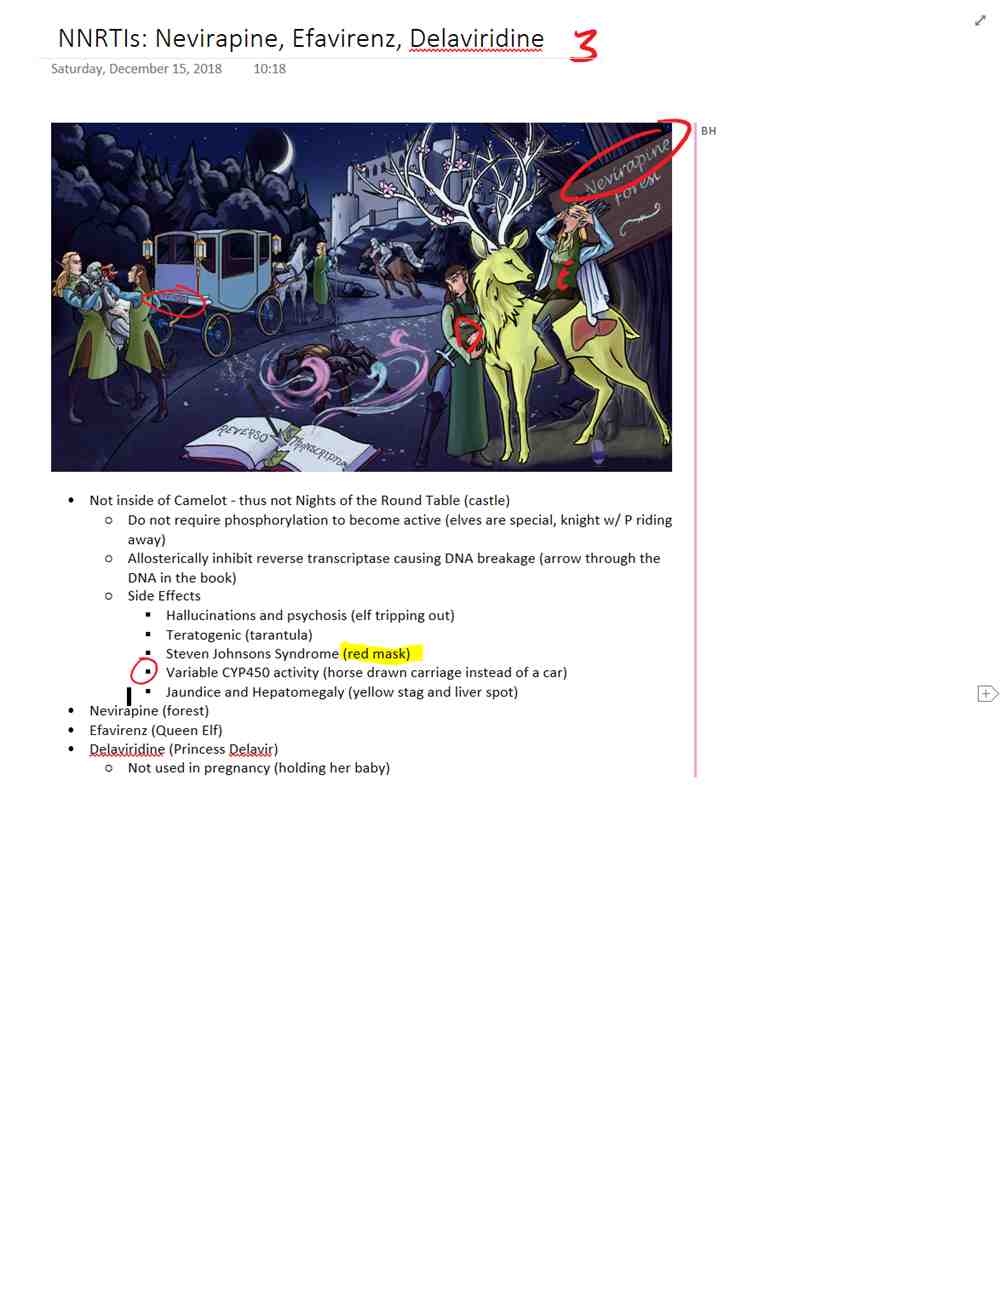 NNRTIs: Nevirapine, Efavirenz, Delaviridine 3
Saturday, December 15, 2018 10:18
BH
Nevirapine
Forest
REVERSO TRANSCRIPTUM
• Not inside of Camelot - thus not Nights of the Round Table (castle)
o Do not require phosphorylation to become active (elves are special, knight w/ P riding
away)
o Allosterically inhibit reverse transcriptase causing DNA breakage (arrow through the
DNA in the book)
o Side Effects
▪ Hallucinations and psychosis (elf tripping out)
▪ Teratogenic (tarantula)
▪ Steven Johnsons Syndrome (red mask)
▪ Variable CYP450 activity (horse drawn carriage instead of a car)
▪ Jaundice and Hepatomegaly (yellow stag and liver spot)
• Nevirapine (forest)
• Efavirenz (Queen Elf)
• Delaviridine (Princess Delavir)
o Not used in pregnancy (holding her baby)